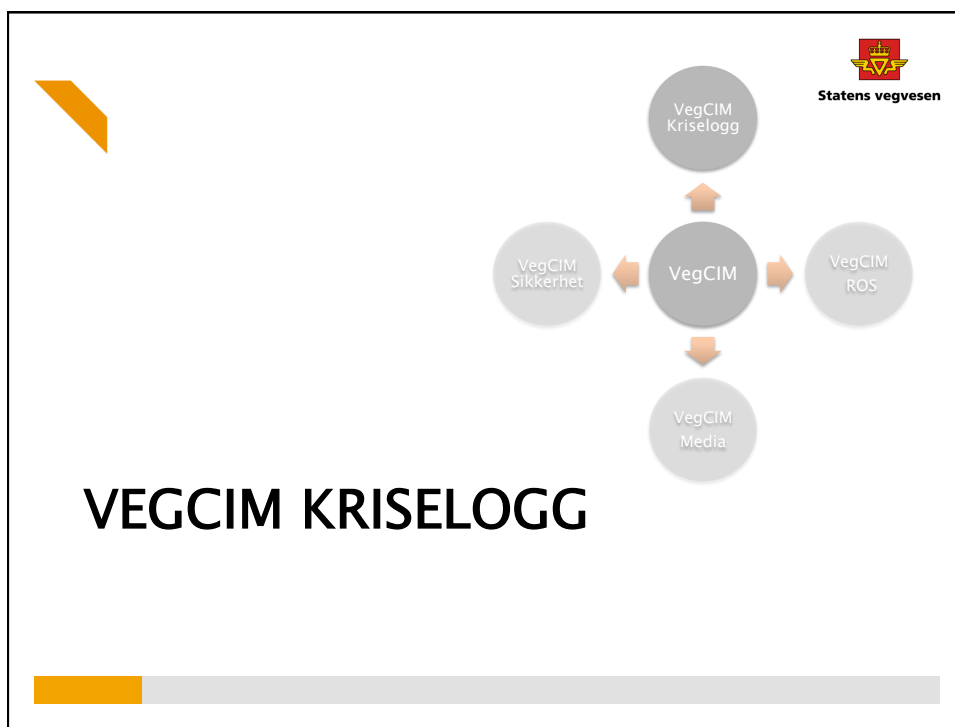 Statens vegvesen
VegCIM
Kriselogg
VegCIM
Sikkerhet
VegCIM
VegCIM
ROS
VegCIM
Media
VEGCIM KRISELOGG